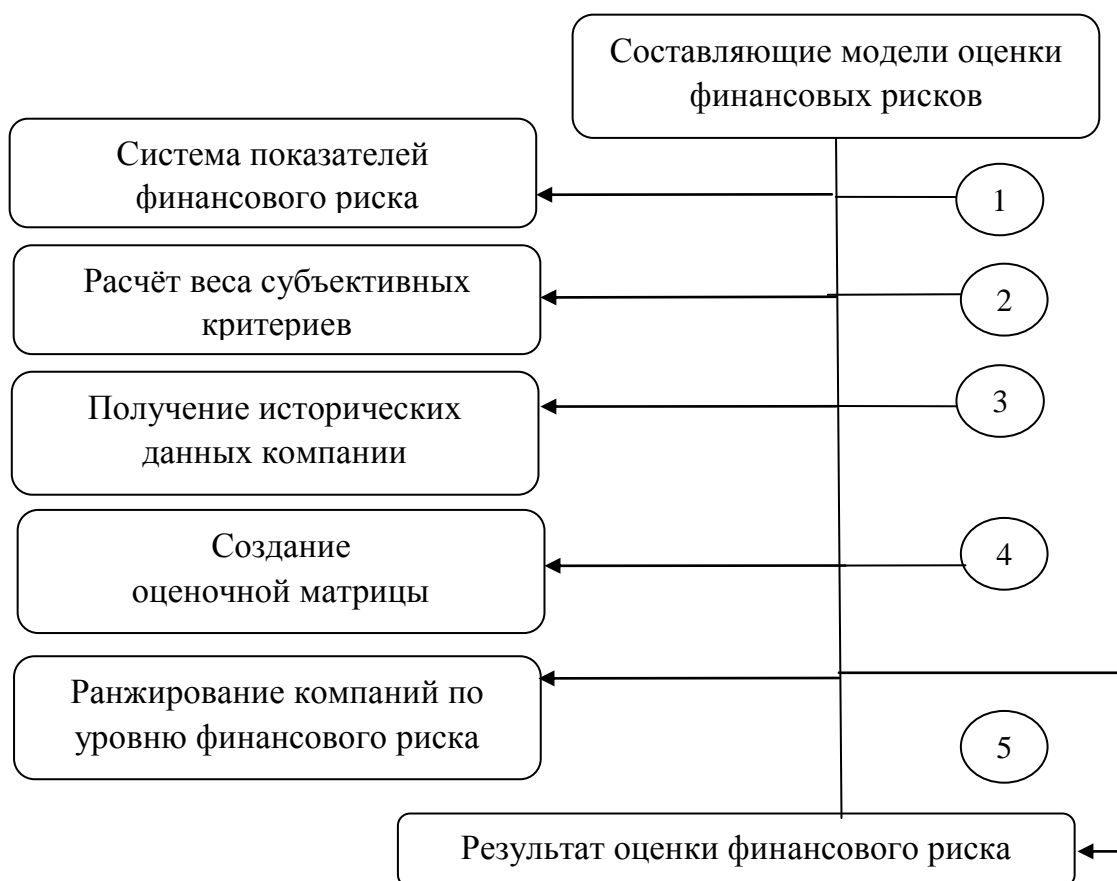 Составляющие модели оценки
финансовых рисков
Система показателей
финансового риска
1
Расчёт веса субъективных
критериев
2
Получение исторических
данных компании
3
Создание
оценочной матрицы
4
Ранжирование компаний по
уровню финансового риска
5
Результат оценки финансового риска